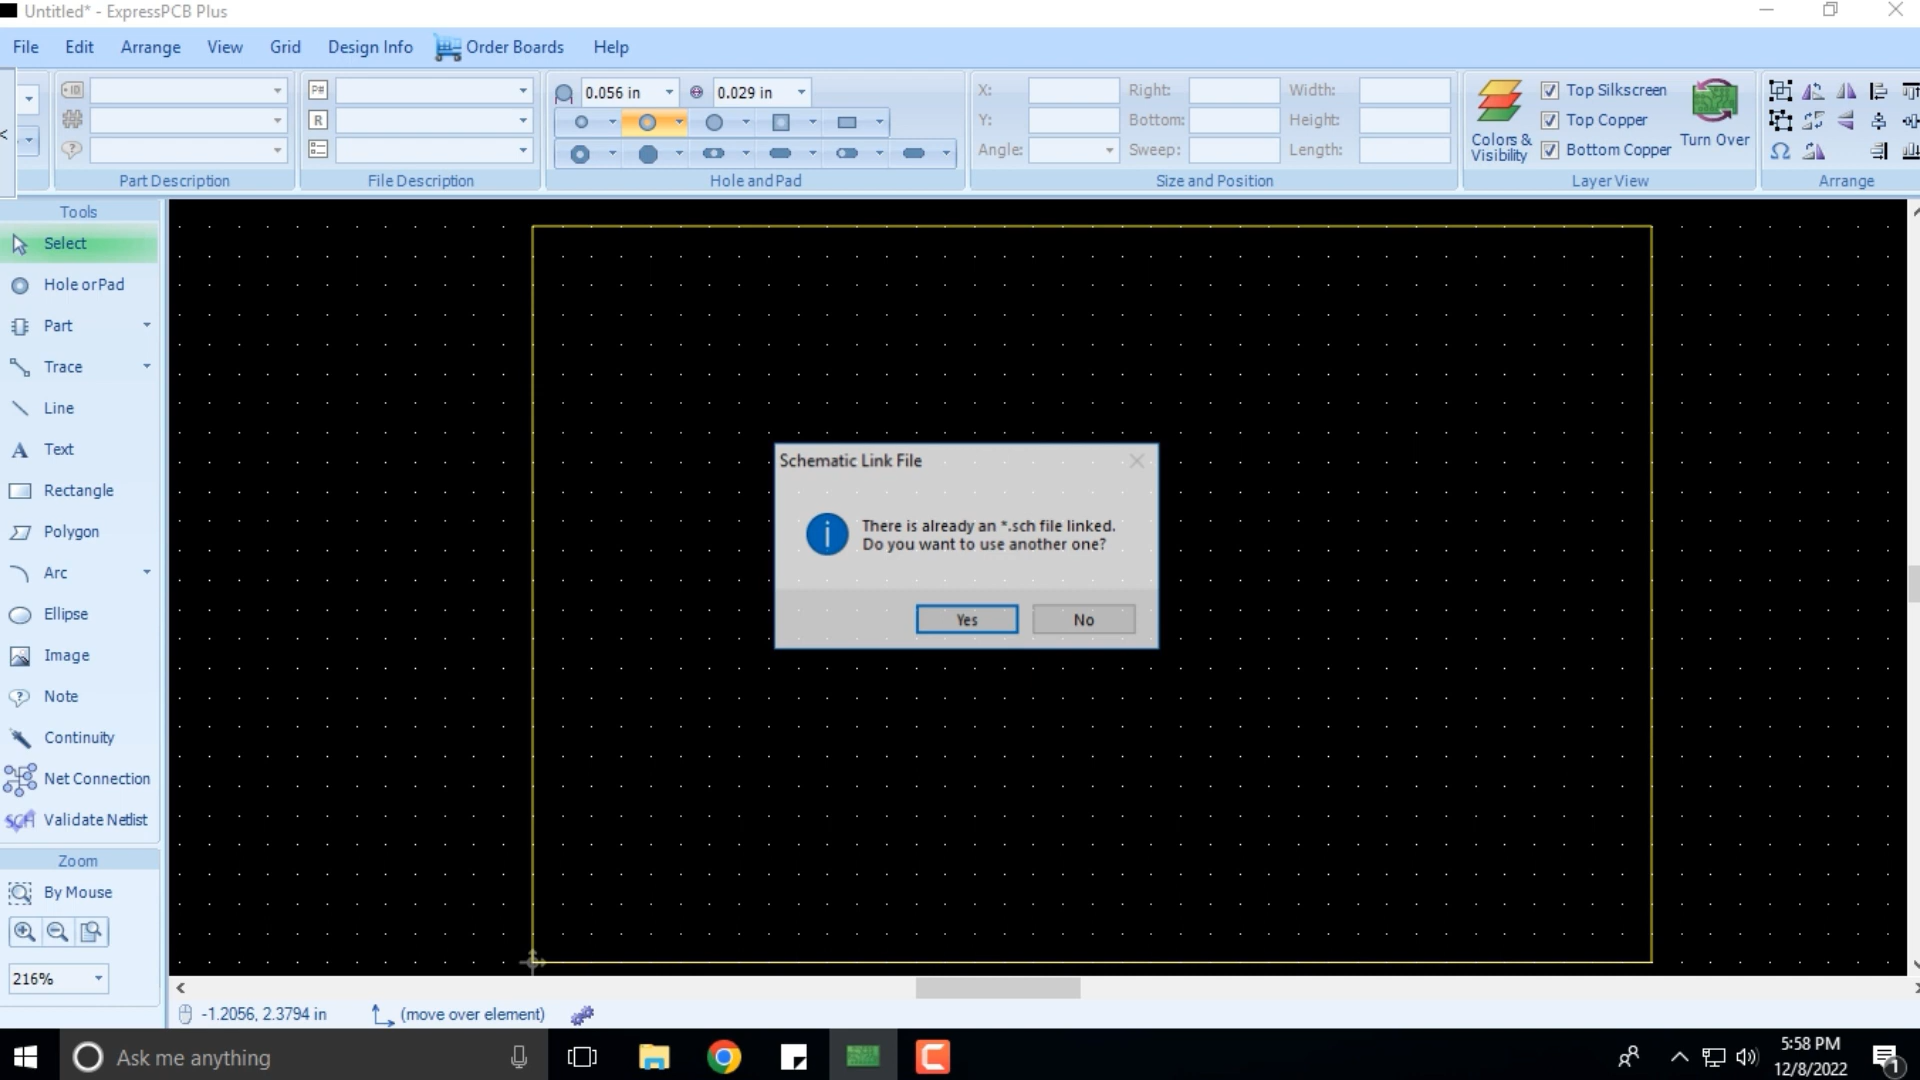 Untitled* - ExpressPCB Plus
File Edit Arrange View Grid Design Info Order Boards Help
ID P# 0.056 in 0.029 in X: Right: Width: Top Silkscreen
R Y: Bottom: Height: Top Copper
Colors & Visibility Turn Over
Angle: Sweep: Length: Bottom Copper
Part Description File Description Hole and Pad Size and Position Layer View Arrange
Tools
Select
Hole or Pad
Part
Trace
Line
Text
Rectangle
Polygon
Arc
Ellipse
Image
Note
Continuity
Net Connection
Validate Netlist
Zoom
By Mouse
216%
Schematic Link File
There is already an *.sch file linked.
Do you want to use another one?
Yes No
-1.2056, 2.3794 in (move over element)
Ask me anything
5:58 PM
12/8/2022
1